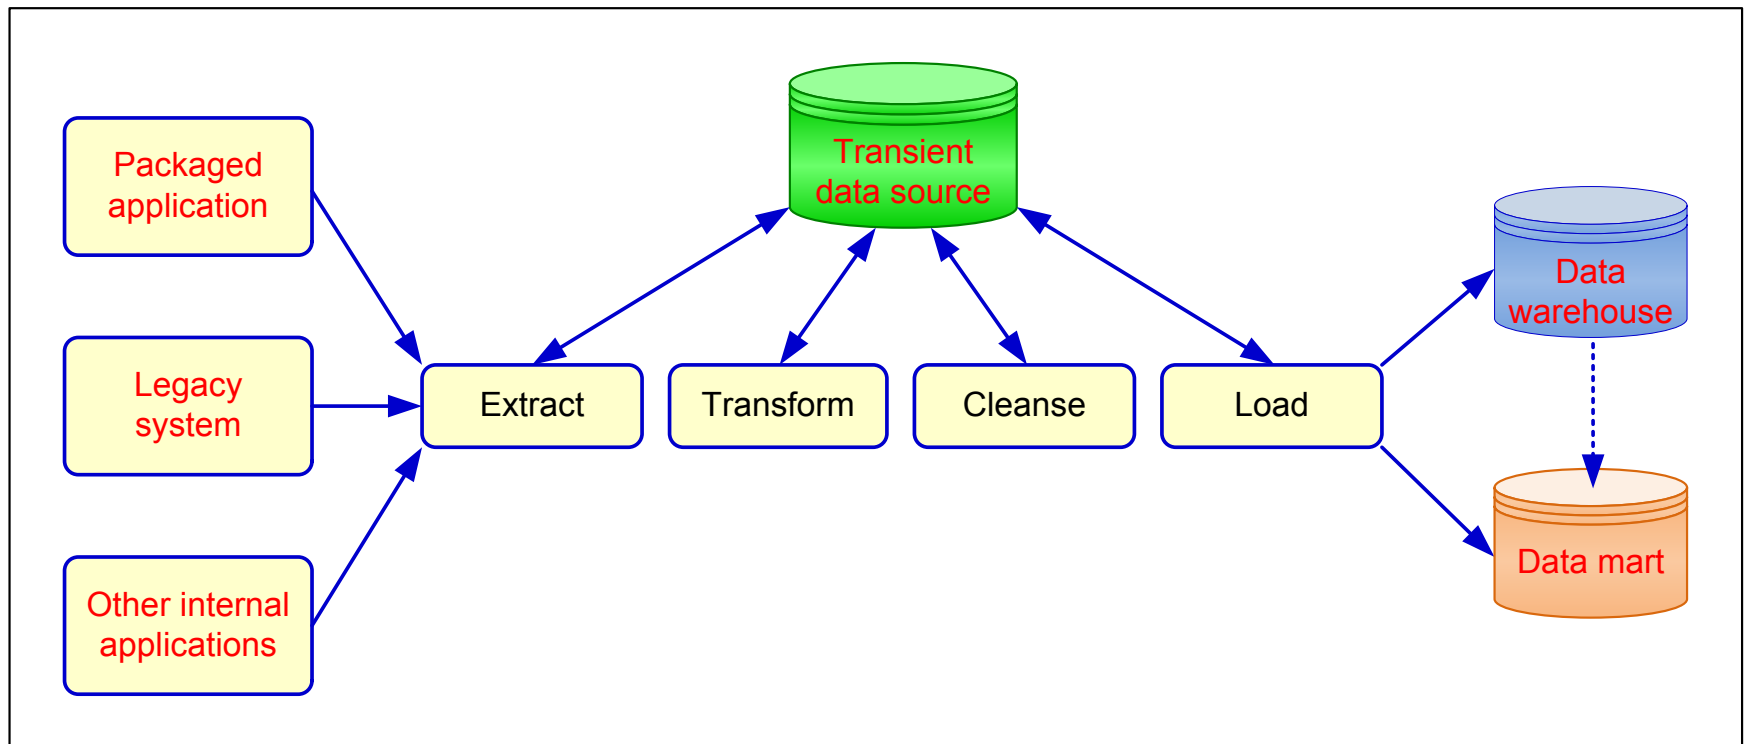 Packaged
application
Legacy
system
Other internal
applications
Transient
data source
Extract
Transform
Cleanse
Load
Data
warehouse
Data mart